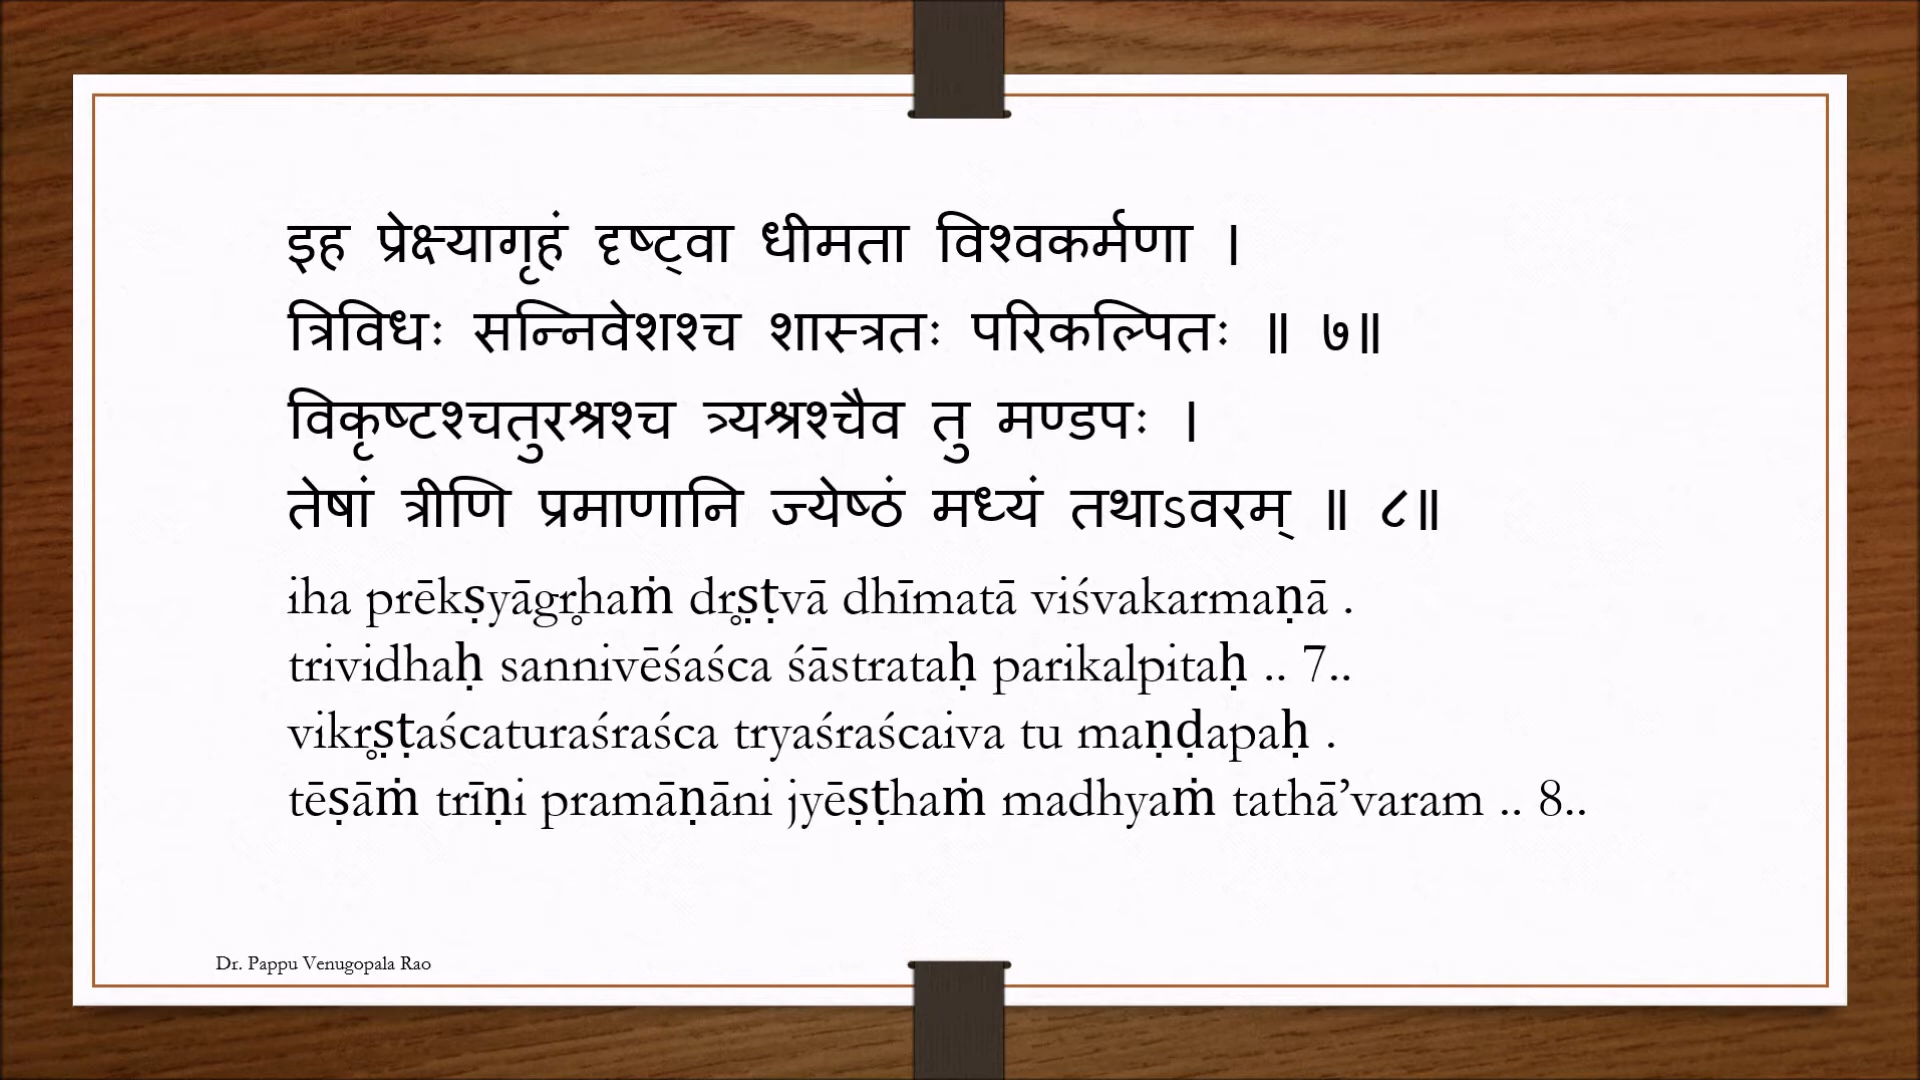 इह प्रेक्ष्यागृहं दृष्ट्वा धीमता विश्वकर्मणा ।
त्रिविधः सन्निवेशश्च शास्त्रतः परिकल्पितः ॥ ७॥
विकृष्टश्चतुरश्रश्च त्र्यश्रश्चैव तु मण्डपः ।
तेषां त्रीणि प्रमाणानि ज्येष्ठं मध्यं तथाऽवरम् ॥ ८॥
iha prēkṣyāgr̥haṁ dr̥ṣṭvā dhīmatā viśvakarmaṇā .
trividhaḥ sannivēśaśca śāstrataḥ parikalpitaḥ .. 7..
vikr̥ṣṭaścaturaśraśca tryaśraścaiva tu maṇḍapaḥ .
tēṣāṁ trīṇi pramāṇāni jyēṣṭhaṁ madhyaṁ tathā’varam .. 8..
Dr. Pappu Venugopala Rao